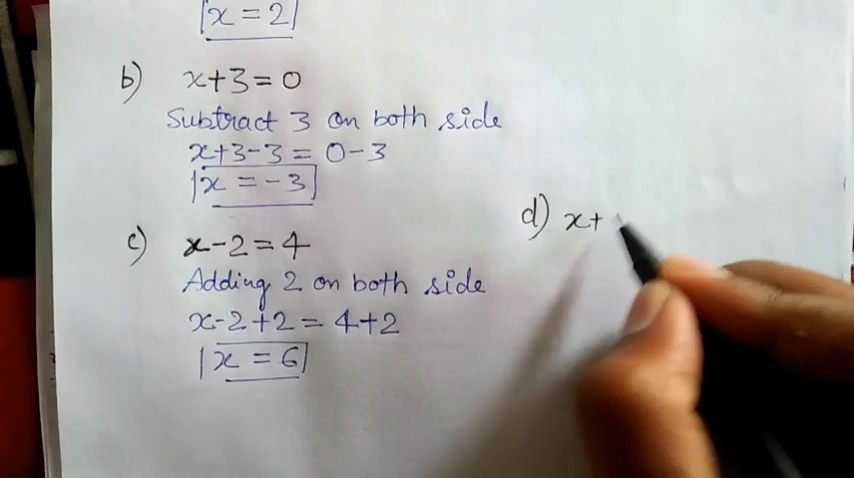 x = 2
b) x+3=0
Subtract 3 on both side
x+3-3 = 0-3
x = -3
c) x-2=4
Adding 2 on both side
x-2+2 = 4+2
x = 6
d) x+